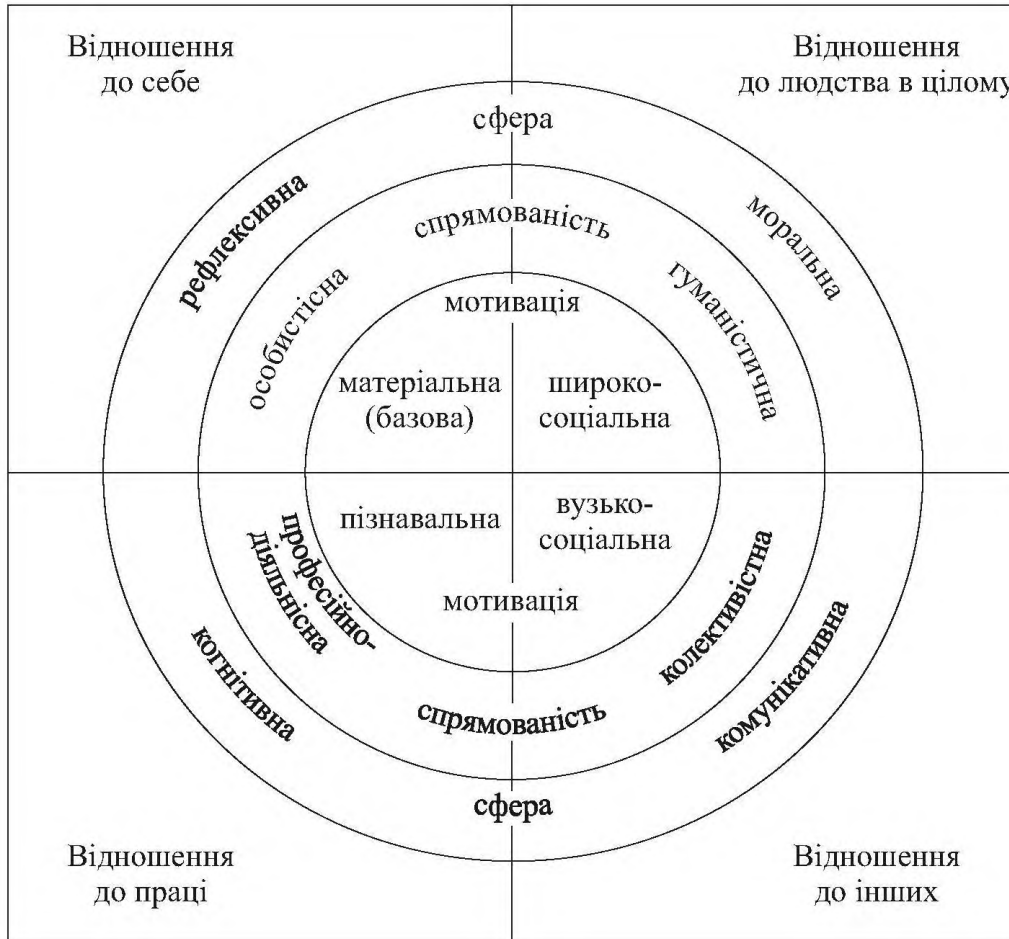 Відношення
до себе
Відношення
до людства в цілому
сфера
рефлексивна
моральна
спрямованість
особистісна
гуманістична
мотивація
матеріальна
(базова)
широко-
соціальна
пізнавальна
вузько-
соціальна
мотивація
професійно-
діяльнісна
колективістна
спрямованість
когнітивна
комунікативна
сфера
Відношення
до праці
Відношення
до інших